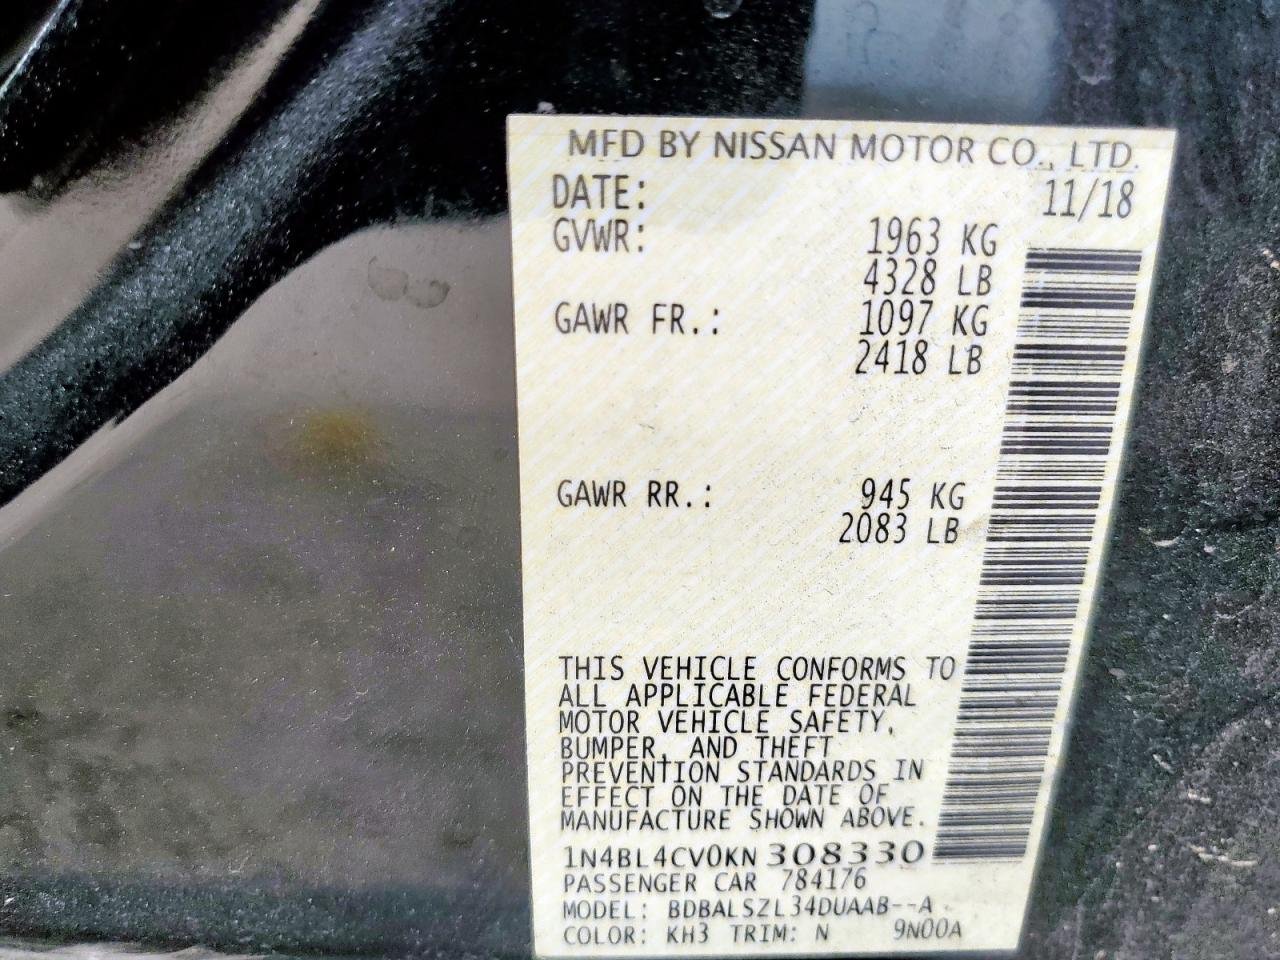 MFD BY NISSAN MOTOR CO., LTD.
DATE: 11/18
GVWR: 1963 KG
4328 LB
GAWR FR.: 1097 KG
2418 LB
GAWR RR.: 945 KG
2083 LB
THIS VEHICLE CONFORMS TO
ALL APPLICABLE FEDERAL
MOTOR VEHICLE SAFETY,
BUMPER, AND THEFT
PREVENTION STANDARDS IN
EFFECT ON THE DATE OF
MANUFACTURE SHOWN ABOVE.
1N4BL4CV0KN308330
PASSENGER CAR 784176
MODEL: BDBALSZL34DUAAB--A
COLOR: KH3 TRIM: N 9N00A